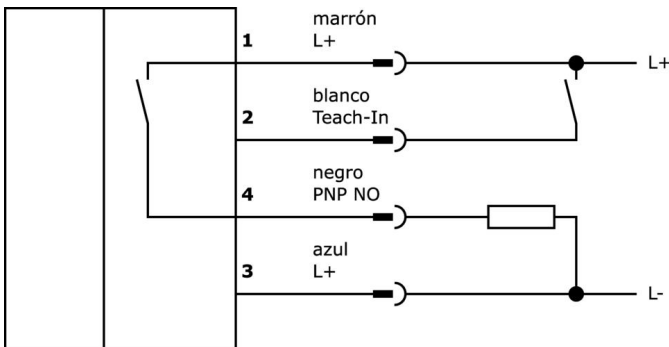 marrón
1 L+
L+
blanco
2 Teach-In
negro
4 PNP NO
azul
3 L+
L-